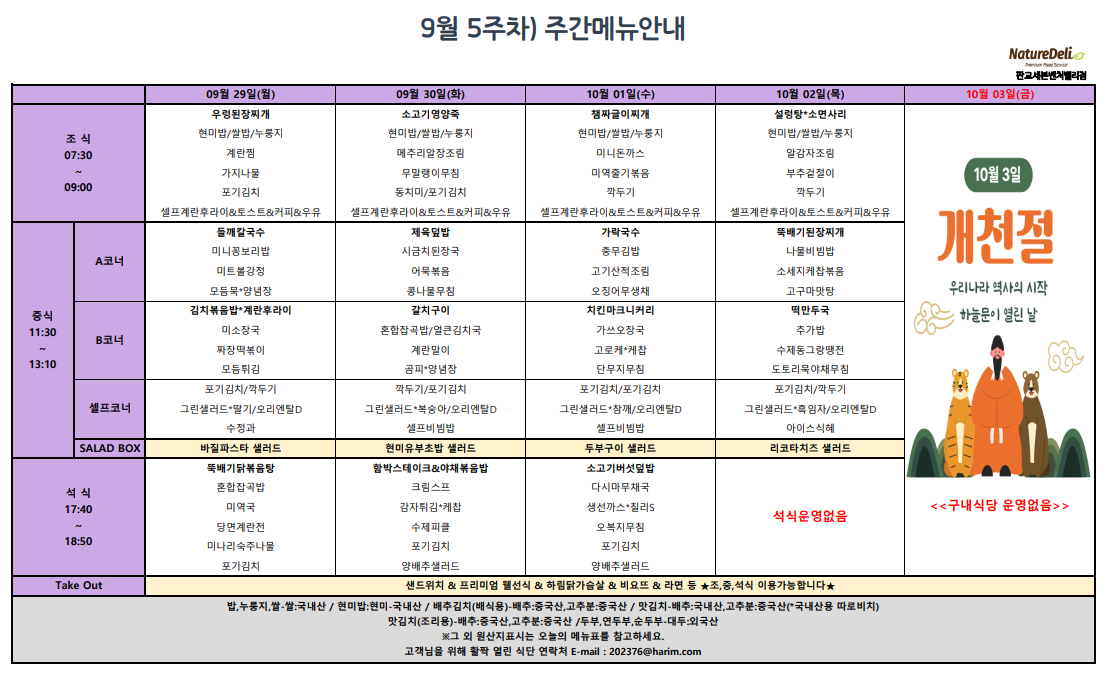 9월 5주차) 주간메뉴안내
NatureDeli
Premium Food Service
판교세븐벤처밸리점
09월 29일(월) 09월 30일(화) 10월 01일(수) 10월 02일(목) 10월 03일(금)
조 식
07:30
~
09:00
우렁된장찌개 소고기영양죽 챔짜글이찌개 설렁탕*소면사리
현미밥/쌀밥/누룽지 현미밥/쌀밥/누룽지 현미밥/쌀밥/누룽지 현미밥/쌀밥/누룽지
계란찜 메추리알장조림 미니돈까스 알감자조림
가지나물 무말랭이무침 미역줄기볶음 부추겉절이
포기김치 동치미/포기김치 깍두기 깍두기
셀프계란후라이&토스트&커피&우유 셀프계란후라이&토스트&커피&우유 셀프계란후라이&토스트&커피&우유 셀프계란후라이&토스트&커피&우유
중식
11:30
~
13:10
A코너
들깨칼국수 제육덮밥 가락국수 뚝배기된장찌개
미니꽁보리밥 시금치된장국 충무김밥 나물비빔밥
미트볼강정 어묵볶음 고기산적조림 소세지케찹볶음
모듬묵*양념장 콩나물무침 오징어무생채 고구마맛탕
B코너
김치볶음밥*계란후라이 갈치구이 치킨마크니커리 떡만두국
미소장국 혼합잡곡밥/얼큰김치국 가쓰오장국 추가밥
짜장떡볶이 계란말이 고로케*케찹 수제동그랑땡전
모듬튀김 곰피*양념장 단무지무침 도토리묵야채무침
셀프코너
포기김치/깍두기 깍두기/포기김치 포기김치/포기김치 포기김치/깍두기
그린샐러드*딸기/오리엔탈D 그린샐러드*복숭아/오리엔탈D 그린샐러드*참깨/오리엔탈D 그린샐러드*흑임자/오리엔탈D
수정과 셀프비빔밥 셀프비빔밥 아이스식혜
SALAD BOX 바질파스타 샐러드 현미유부초밥 샐러드 두부구이 샐러드 리코타치즈 샐러드
석 식
17:40
~
18:50
뚝배기닭볶음탕 함박스테이크&야채볶음밥 소고기버섯덮밥
혼합잡곡밥 크림스프 다시마무채국
미역국 감자튀김*케찹 생선까스*칠리S
당면계란전 수제피클 오복지무침
미나리숙주나물 포기김치 포기김치
포기김치 양배추샐러드 양배추샐러드
석식운영없음
10월 3일
개천절
우리나라 역사의 시작
하늘문이 열린 날
<<구내식당 운영없음>>
Take Out 샌드위치 & 프리미엄 웰선식 & 하림닭가슴살 & 비요뜨 & 라면 등 ★조,중,석식 이용가능합니다★
밥,누룽지,쌀-쌀:국내산 / 현미밥:현미-국내산 / 배추김치(배식용)-배추:중국산,고추분:중국산 / 맛김치-배추:국내산,고추분:중국산(*국내산용 따로비치)
맛김치(조리용)-배추:중국산,고추분:중국산 /두부,연두부,순두부-대두:외국산
※그 외 원산지표시는 오늘의 메뉴표를 참고하세요.
고객님을 위해 활짝 열린 식단 연락처 E-mail : 202376@harim.com